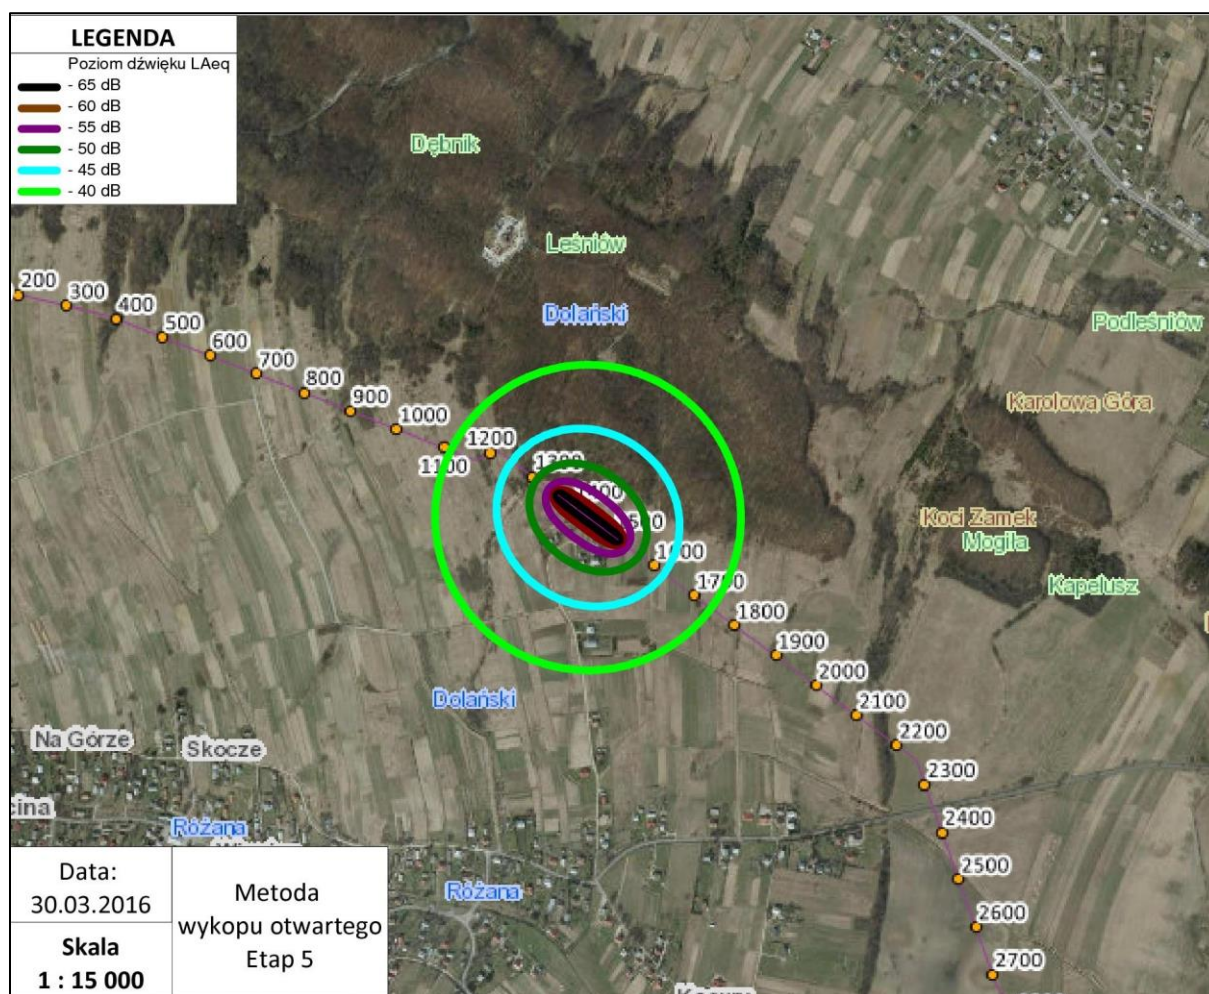 LEGENDA
Poziom dźwięku LAeq
- 65 dB
- 60 dB
- 55 dB
- 50 dB
- 45 dB
- 40 dB
Dębnik
Leśniów
Dolański
Podleśniów
Karolowa Góra
Koci Zamek
Mogiła
Kapelusz
200
300
400
500
600
700
800
900
1000
1100
1200
1300
1400
1600
1700
1800
1900
2000
2100
2200
2300
2400
2500
2600
2700
Dolański
Na Górze
Skocze
Różana
Różana
Data:
30.03.2016
Skala
1 : 15 000
Metoda
wykopu otwartego
Etap 5